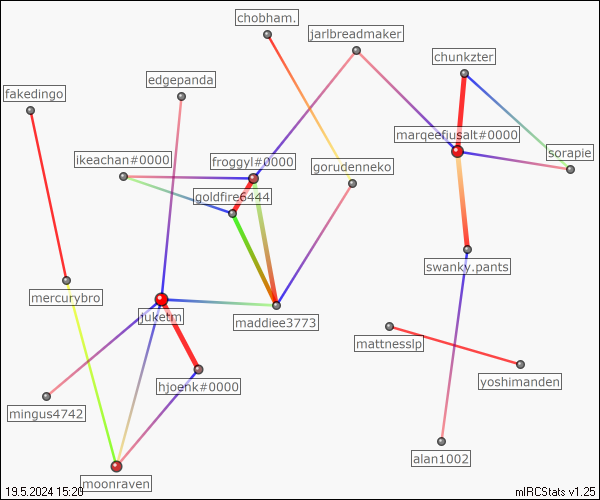 chobham.
jarlbreadmaker
chunkzter
edgepanda
fakedingo
marqeefiusalt#0000
ikeachan#0000
froggyl#0000
gorudenneko
sorapie
goldfire6444
swanky.pants
mercurybro
juketm
maddiee3773
mattnesslp
hjoenk#0000
yoshimanden
mingus4742
alan1002
moonraven
19.5.2024 15:20
mIRCStats v1.25